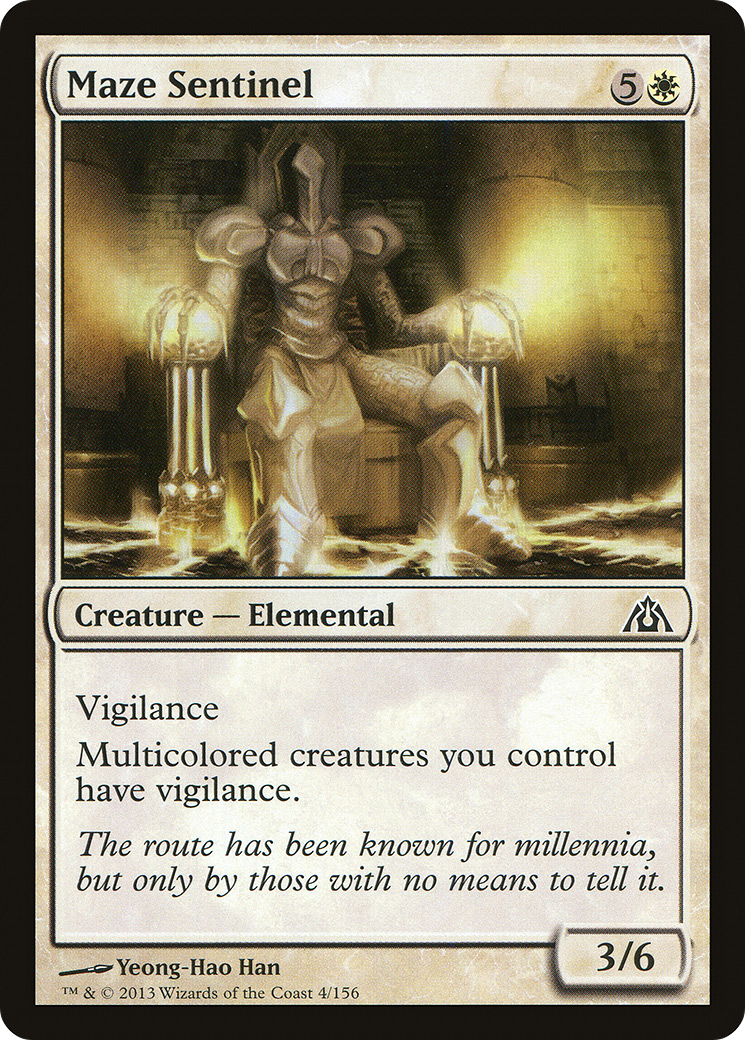 Maze Sentinel 5
Creature — Elemental
Vigilance
Multicolored creatures you control
have vigilance.
The route has been known for millennia,
but only by those with no means to tell it.
3/6
Yeong-Hao Han
™ & © 2013 Wizards of the Coast 4/156